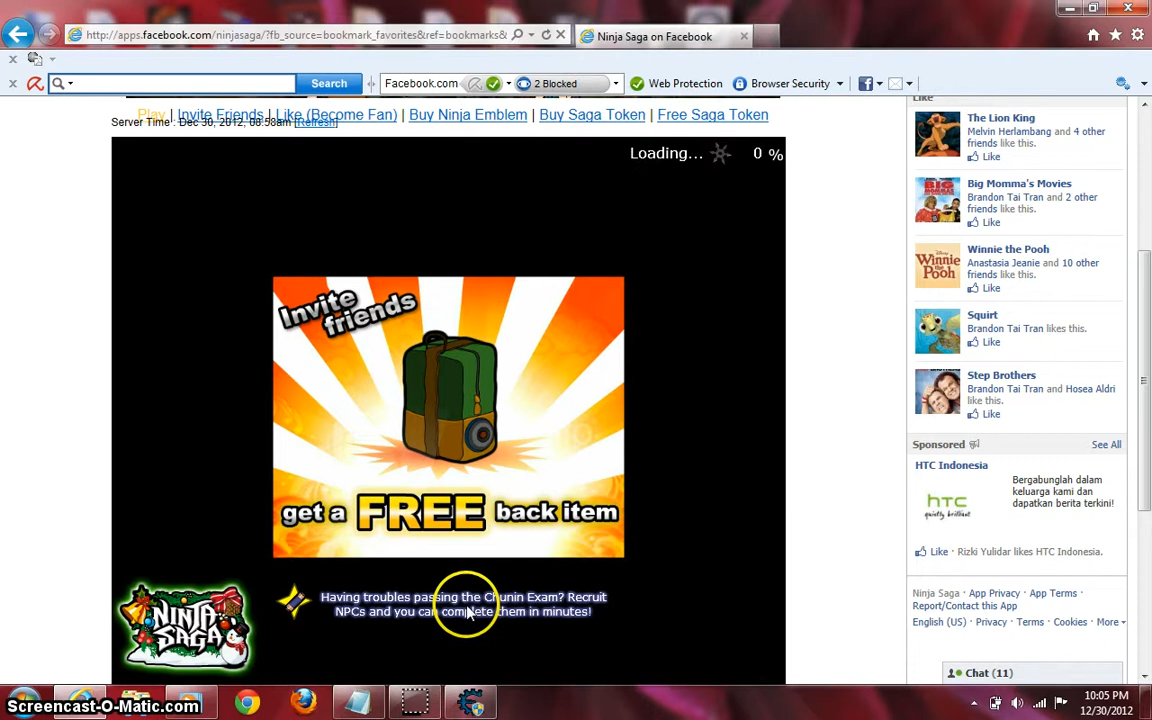 http://apps.facebook.com/ninjasaga/?fb_source=bookmark_favorites&ref=bookmarks&
Ninja Saga on Facebook
Search
Facebook.com
2 Blocked
Web Protection
Browser Security
Play | Invite Friends | Like (Become Fan) | Buy Ninja Emblem | Buy Saga Token | Free Saga Token
Server Time : Dec 30, 2012, 08:58am [Refresh]
Loading... 0 %
Invite
friends
get a FREE back item
Having troubles passing the Chunin Exam? Recruit
NPCs and you can complete them in minutes!
NINJA
SAGA
Like
The Lion King
Melvin Herlambang and 4 other
friends like this.
Like
BIG
MOMMA'S
Big Momma's Movies
Brandon Tai Tran and 2 other
friends like this.
Like
Winnie
the
Pooh
Winnie the Pooh
Anastasia Jeanie and 10 other
friends like this.
Like
Squirt
Brandon Tai Tran likes this.
Like
Step Brothers
Brandon Tai Tran and Hosea Aldri
like this.
Like
Sponsored
See All
HTC Indonesia
hTC
quietly brilliant
Bergabunglah dalam
keluarga kami dan
dapatkan berita terkini!
Like · Rizki Yulidar likes HTC Indonesia.
Ninja Saga · App Privacy · App Terms ·
Report/Contact this App
English (US) · Privacy · Terms · Cookies · More
Chat (11)
Screencast-O-Matic.com
10:05 PM
12/30/2012